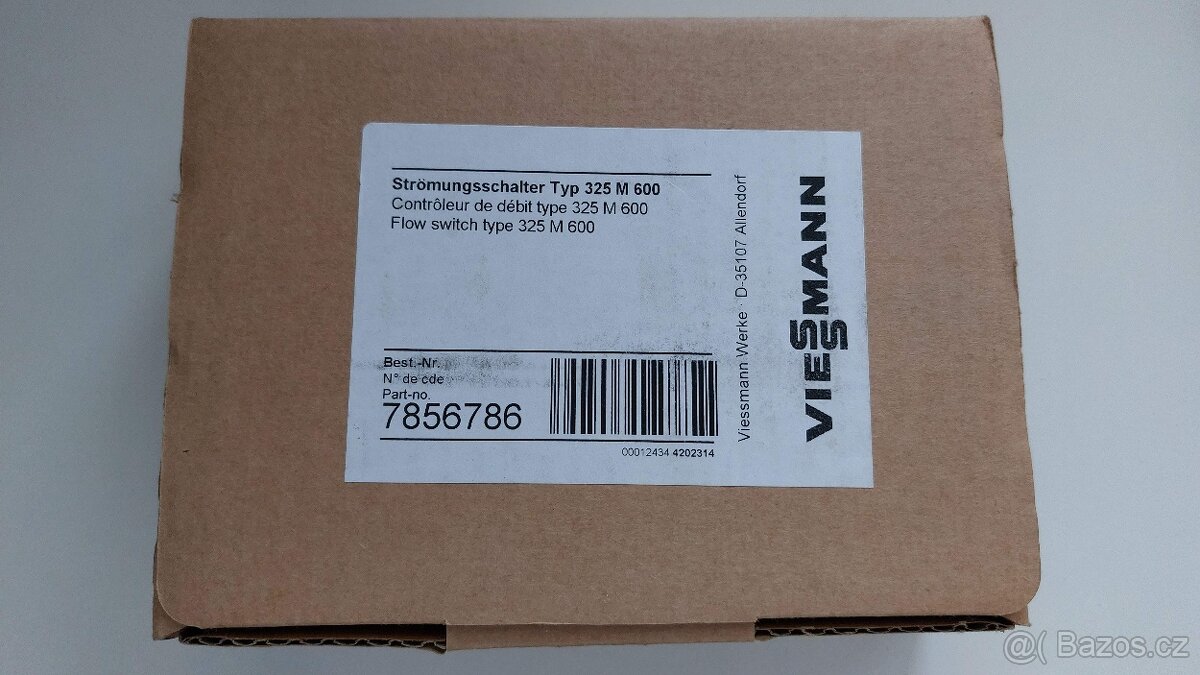 Strömungsschalter Typ 325 M 600
Contrôleur de débit type 325 M 600
Flow switch type 325 M 600
Best.-Nr.
N° de cde
Part-no.
7856786
00012434 4202314
Viessmann Werke · D-35107 Allendorf
VIESSMANN
@( Bazos.cz